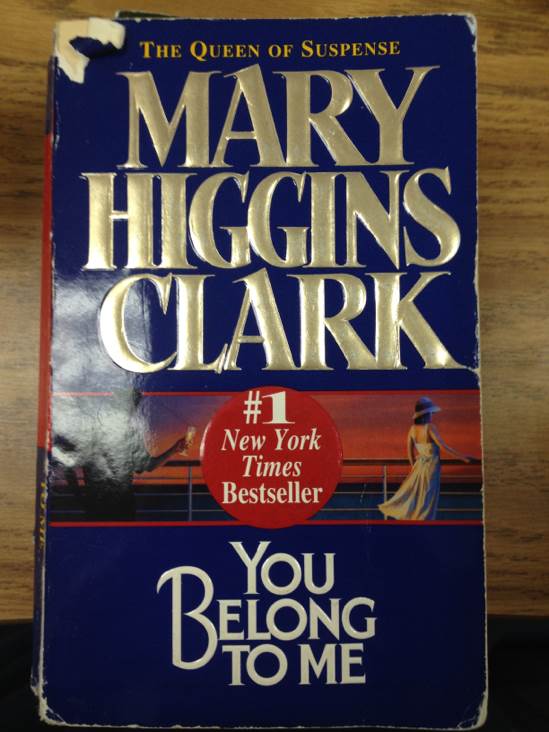 THE QUEEN OF SUSPENSE
MARY
HIGGINS
CLARK
#1
New York
Times
Bestseller
YOU
BELONG
TO ME